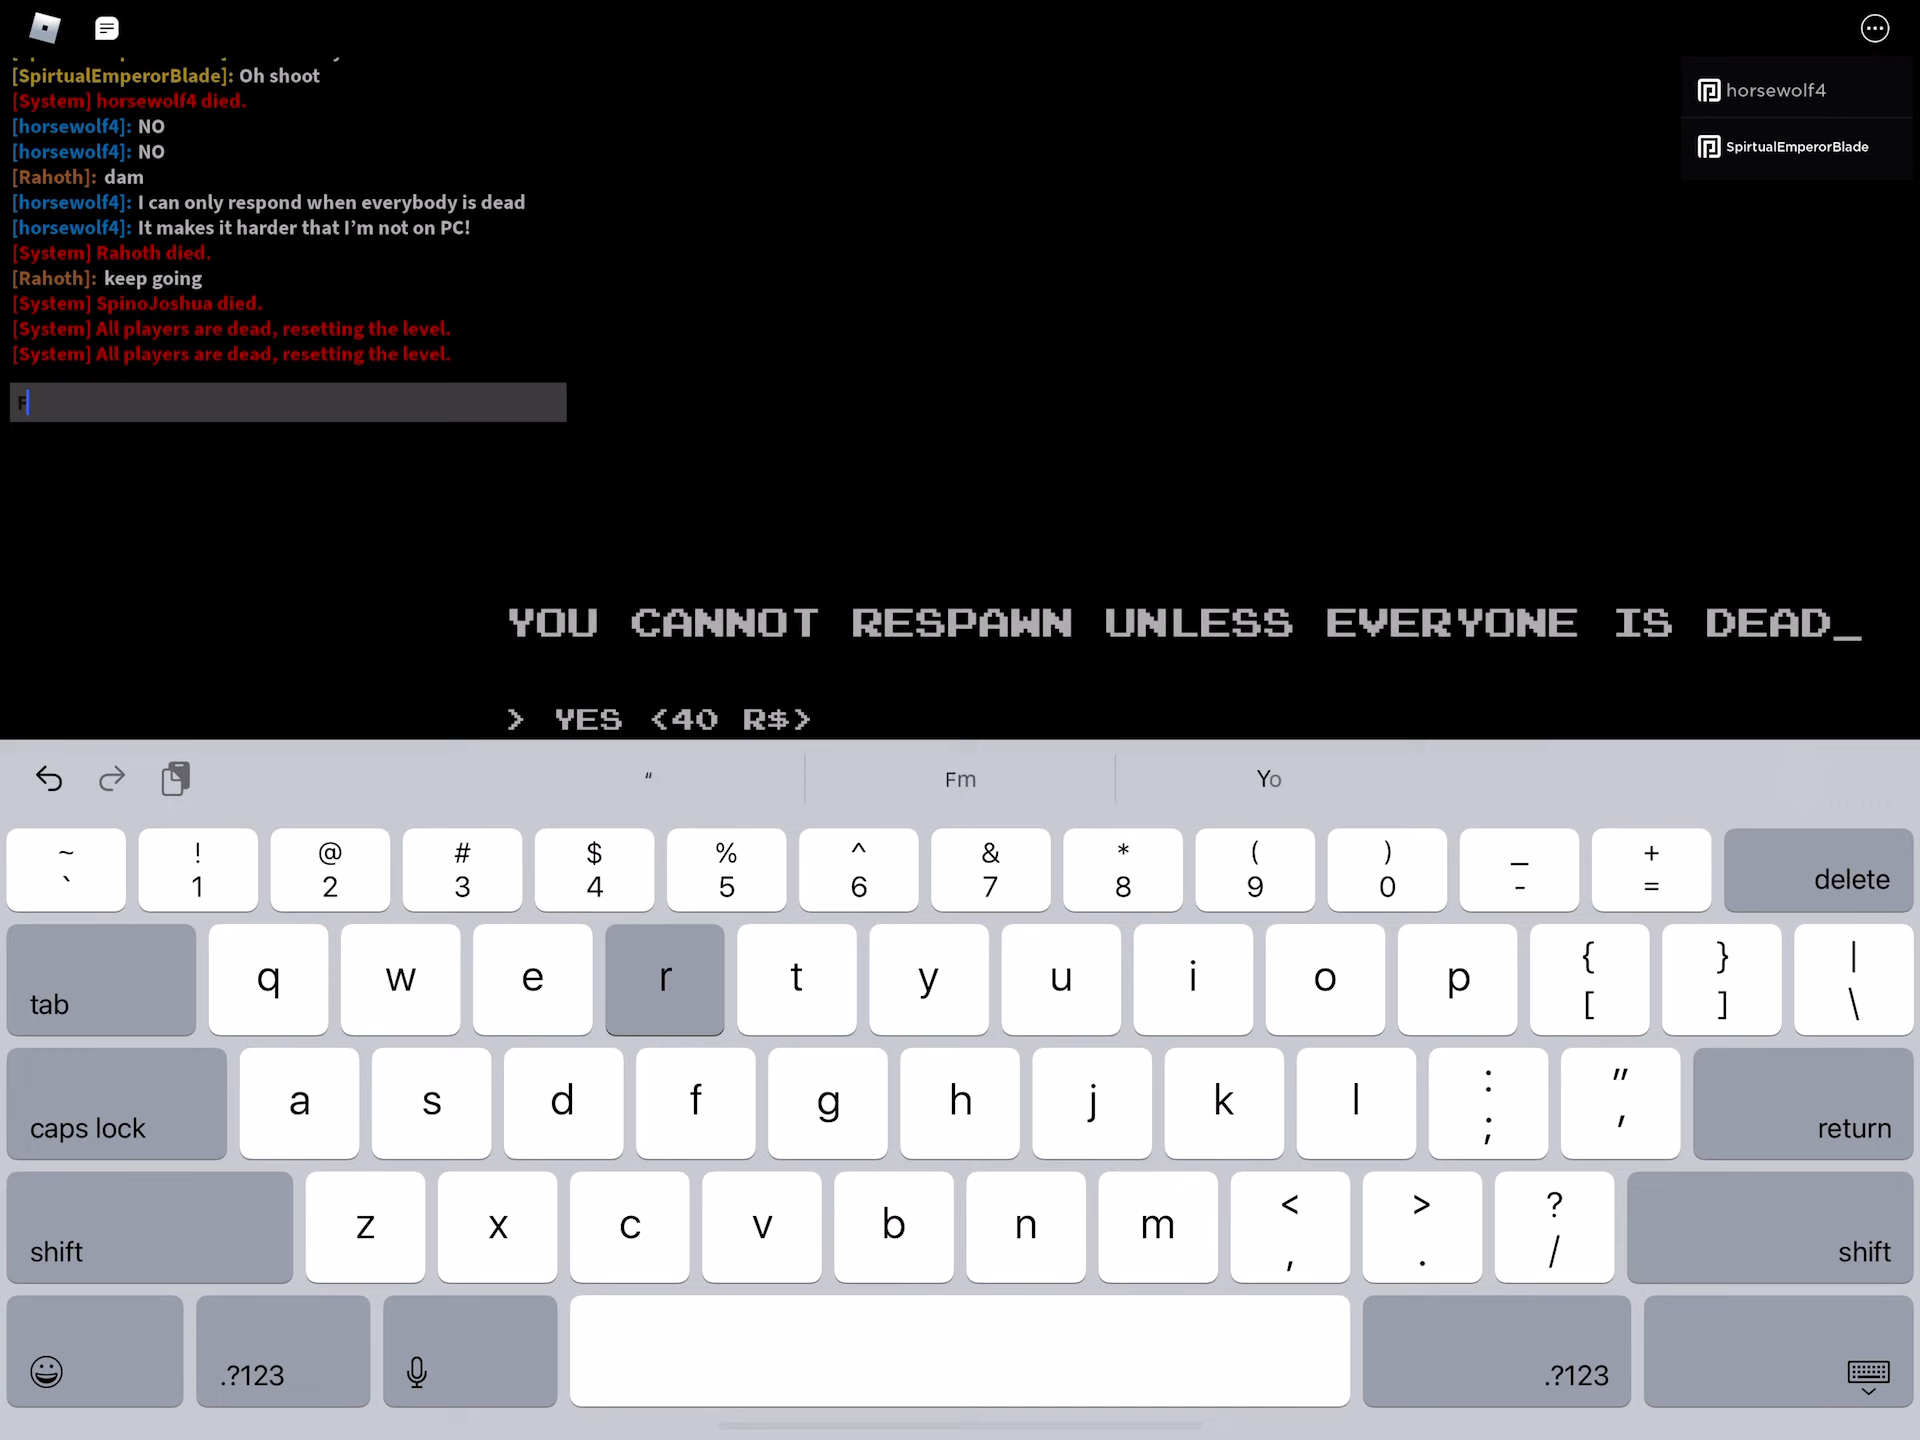 [SpirtualEmperorBlade]: Oh shoot
[System] horsewolf4 died.
[horsewolf4]: NO
[horsewolf4]: NO
[Rahoth]: dam
[horsewolf4]: I can only respond when everybody is dead
[horsewolf4]: It makes it harder that I’m not on PC!
[System] Rahoth died.
[Rahoth]: keep going
[System] SpinoJoshua died.
[System] All players are dead, resetting the level.
[System] All players are dead, resetting the level.
F
horsewolf4
SpirtualEmperorBlade
YOU CANNOT RESPAWN UNLESS EVERYONE IS DEAD_
> YES <40 R$>
“ Fm Yo
~ ! @ # $ % ^ & * ( ) _ +
` 1 2 3 4 5 6 7 8 9 0 - = delete
tab q w e r t y u i o p { [ } ] | \
caps lock a s d f g h j k l : ; " ' return
shift z x c v b n m < , > . ? / shift
.?123 .?123